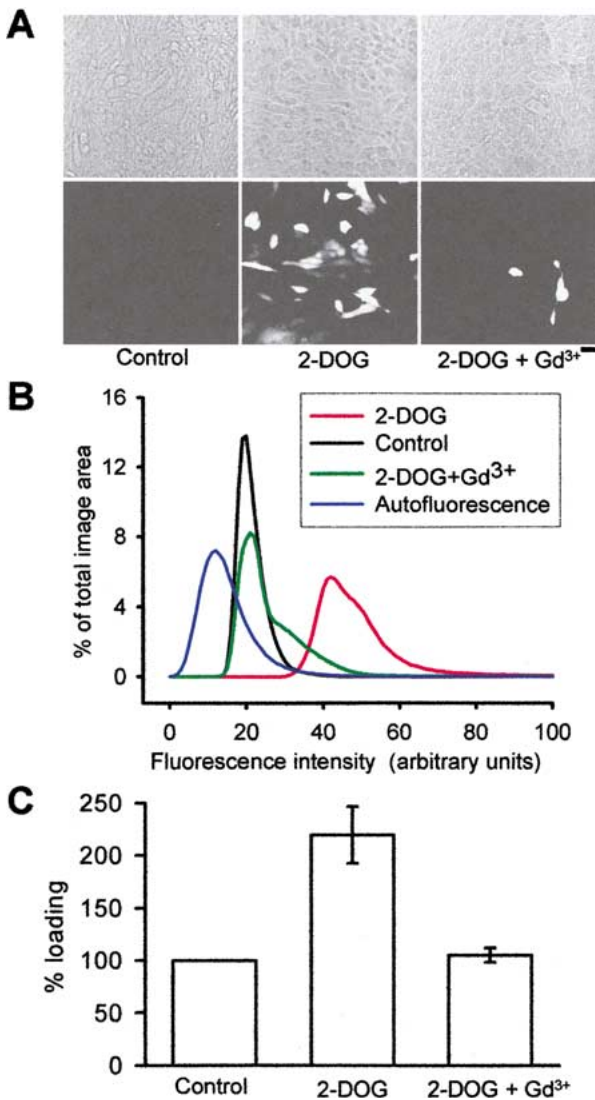 A
Control 2-DOG 2-DOG + Gd³⁺
B
16
12
8
4
0
% of total image area
2-DOG
Control
2-DOG+Gd³⁺
Autofluorescence
0 20 40 60 80 100
Fluorescence intensity (arbitrary units)
C
250
200
150
100
50
0
% loading
Control 2-DOG 2-DOG + Gd³⁺